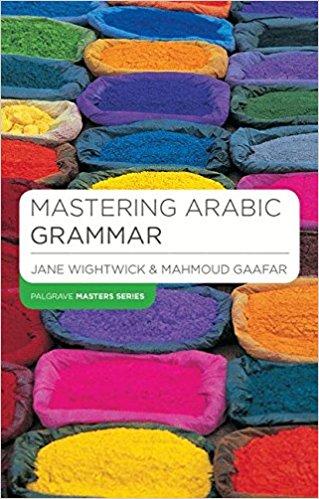 MASTERING ARABIC
GRAMMAR
JANE WIGHTWICK & MAHMOUD GAAFAR
PALGRAVE MASTERS SERIES